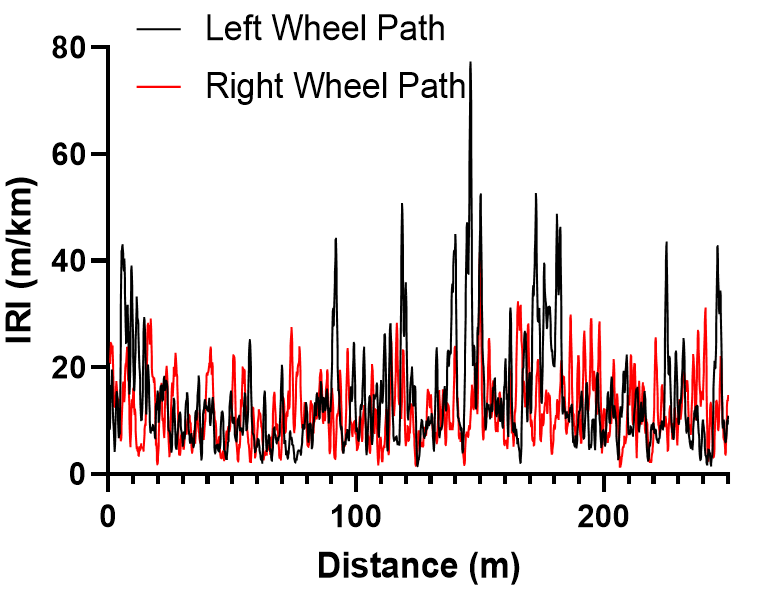 Left Wheel Path
Right Wheel Path
80
60
40
20
0
IRI (m/km)
0 100 200
Distance (m)